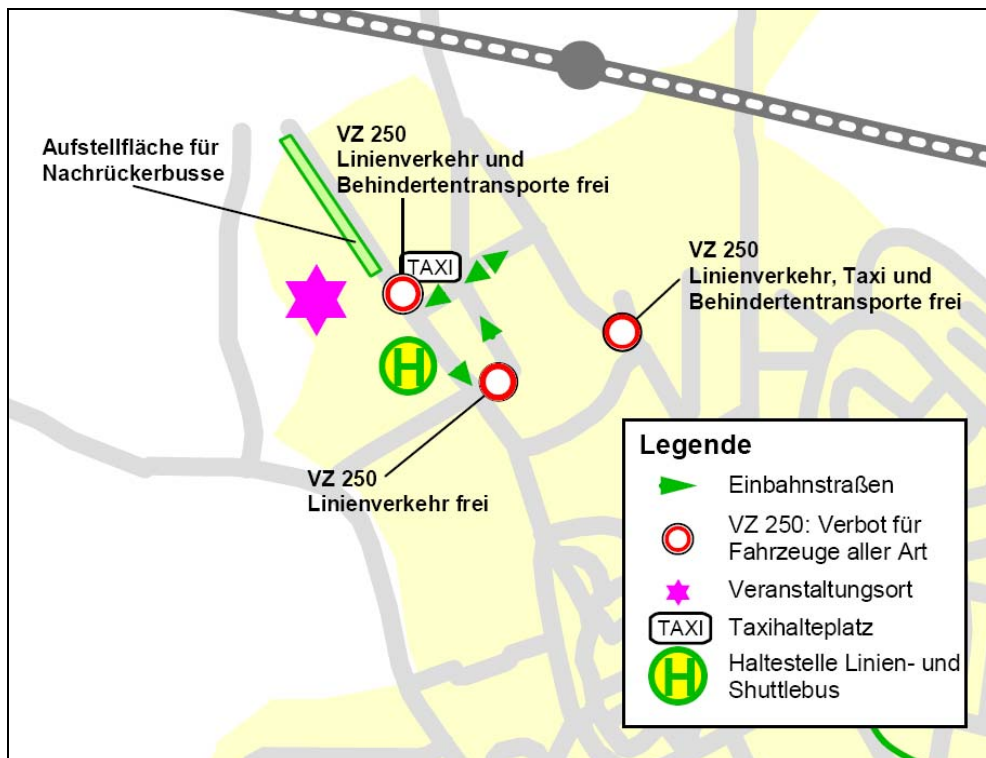 VZ 250
Linienverkehr und
Behindertentransporte frei
Aufstellfläche für
Nachrückerbusse
TAXI
VZ 250
Linienverkehr, Taxi und
Behindertentransporte frei
H
VZ 250
Linienverkehr frei
Legende
Einbahnstraßen
VZ 250: Verbot für
Fahrzeuge aller Art
Veranstaltungsort
TAXI Taxihalteplatz
H Haltestelle Linien- und
Shuttlebus